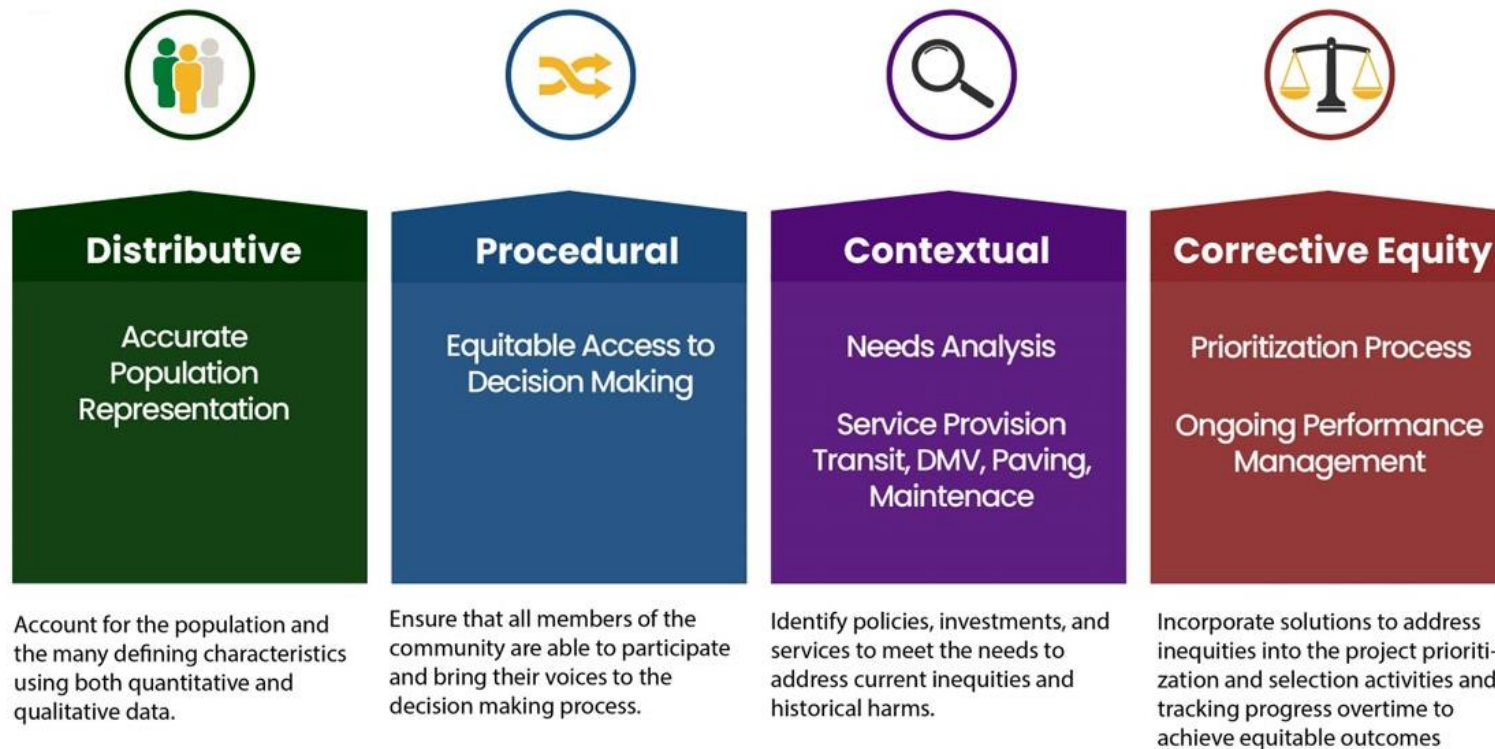 Distributive
Accurate
Population
Representation
Account for the population and
the many defining characteristics
using both quantitative and
qualitative data.
Procedural
Equitable Access to
Decision Making
Ensure that all members of the
community are able to participate
and bring their voices to the
decision making process.
Contextual
Needs Analysis
Service Provision
Transit, DMV, Paving,
Maintenace
Identify policies, investments, and
services to meet the needs to
address current inequities and
historical harms.
Corrective Equity
Prioritization Process
Ongoing Performance
Management
Incorporate solutions to address
inequities into the project prioriti-
zation and selection activities and
tracking progress overtime to
achieve equitable outcomes